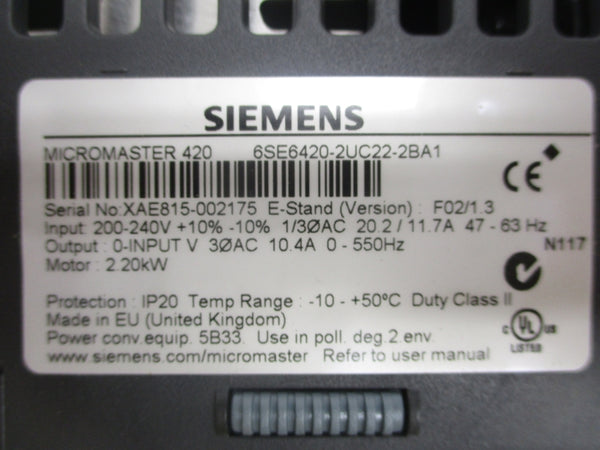 SIEMENS
MICROMASTER 420 6SE6420-2UC22-2BA1
CE
Serial No:XAE815-002175 E-Stand (Version) : F02/1.3
Input: 200-240V +10% -10% 1/3ØAC 20.2 / 11.7A 47 - 63 Hz
Output : 0-INPUT V 3ØAC 10.4A 0 - 550Hz
N117
Motor : 2.20kW
Protection : IP20 Temp Range : -10 - +50ºC Duty Class II
Made in EU (United Kingdom)
C UL US
Power conv.equip. 5B33. Use in poll. deg.2 env.
LISTED
www.siemens.com/micromaster Refer to user manual